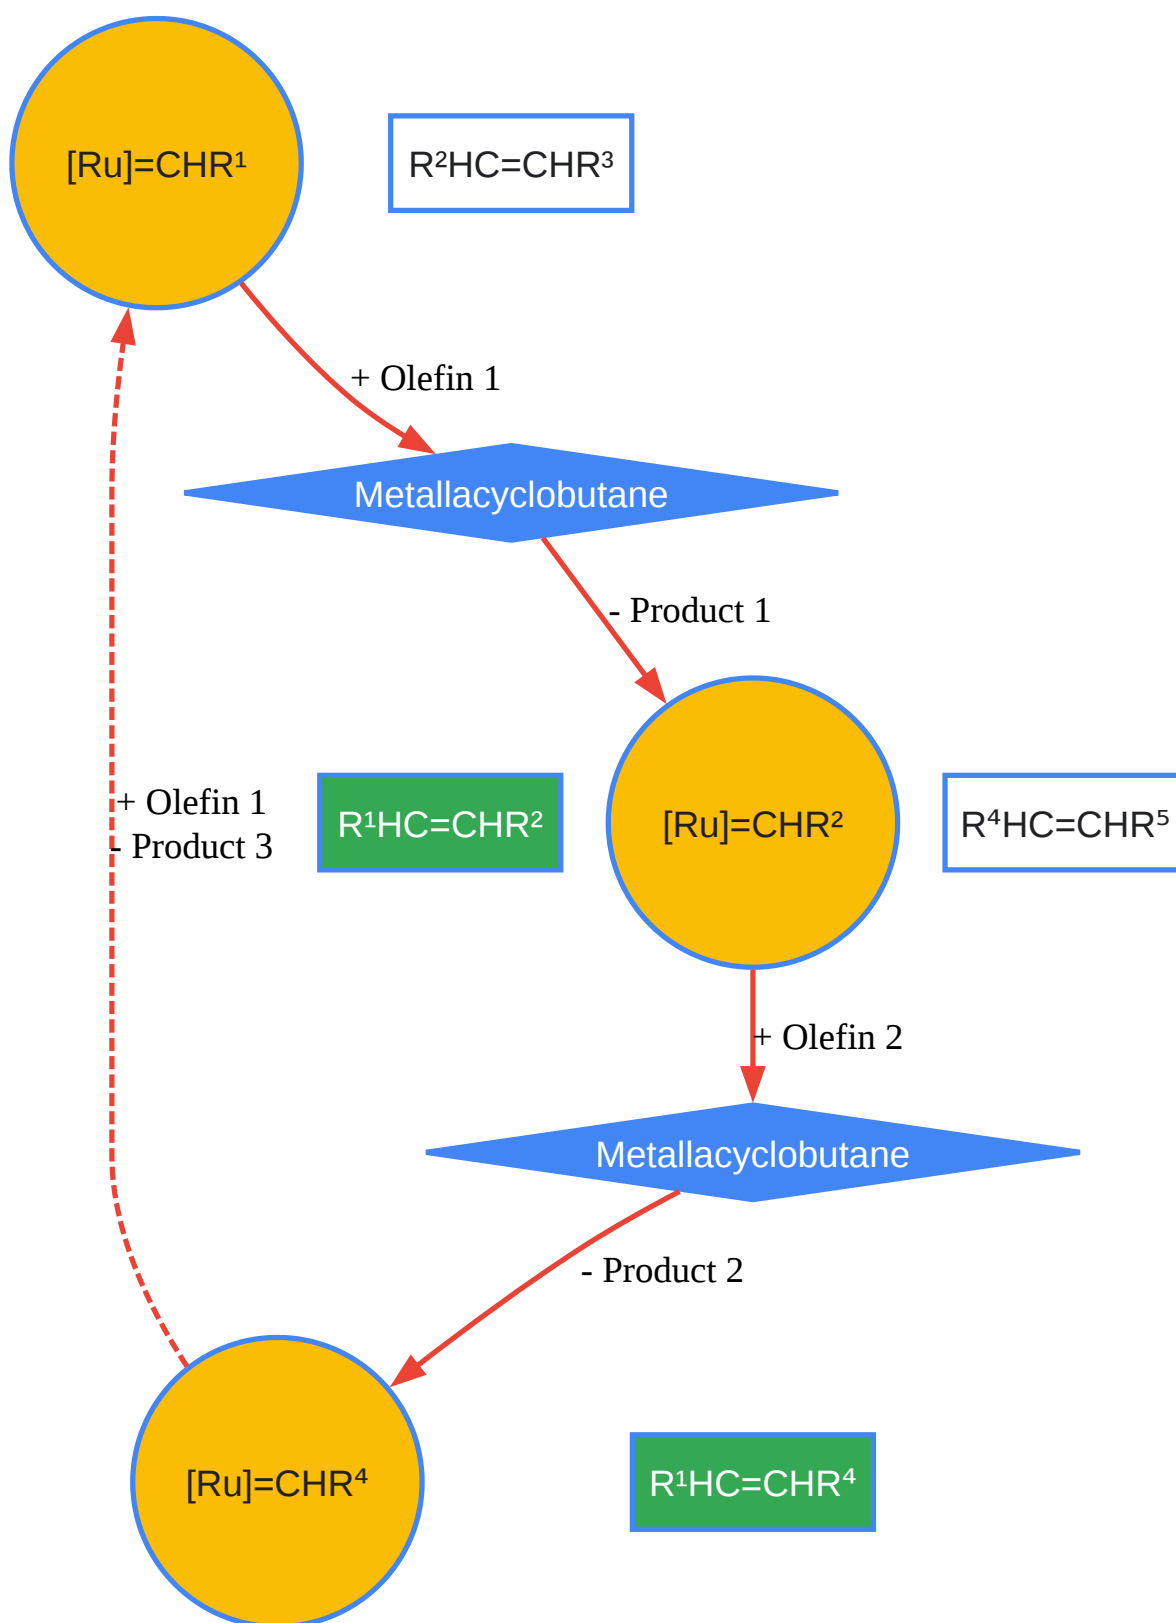 [Ru]=CHR¹
R²HC=CHR³
+ Olefin 1
Metallacyclobutane
- Product 1
+ Olefin 1
- Product 3
R¹HC=CHR²
[Ru]=CHR²
R⁴HC=CHR⁵
+ Olefin 2
Metallacyclobutane
- Product 2
[Ru]=CHR⁴
R¹HC=CHR⁴